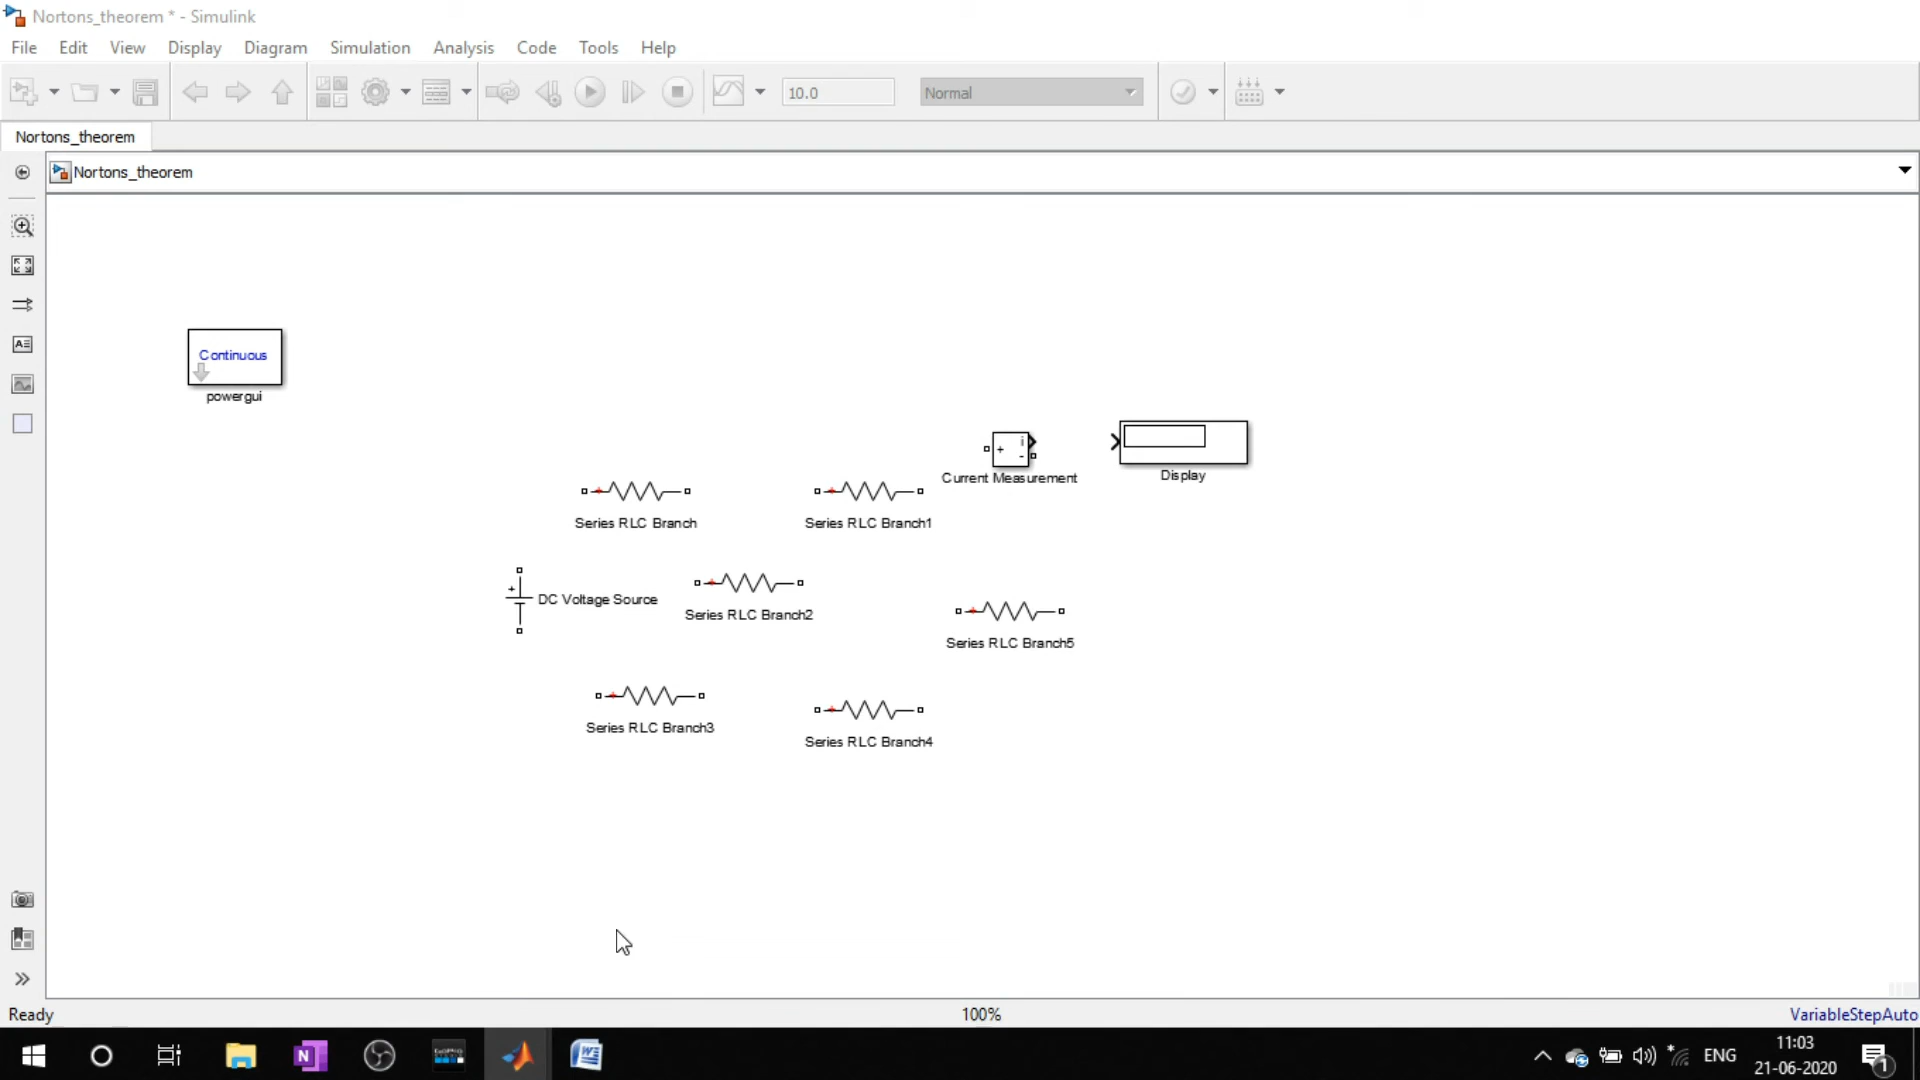 Nortons_theorem * - Simulink
File Edit View Display Diagram Simulation Analysis Code Tools Help
10.0 Normal
Nortons_theorem
Nortons_theorem
Continuous
powergui
i
+
-
Current Measurement
Display
Series RLC Branch
Series RLC Branch1
+
DC Voltage Source
Series RLC Branch2
Series RLC Branch5
Series RLC Branch3
Series RLC Branch4
Ready 100% VariableStepAuto
ENG
11:03
21-06-2020
1